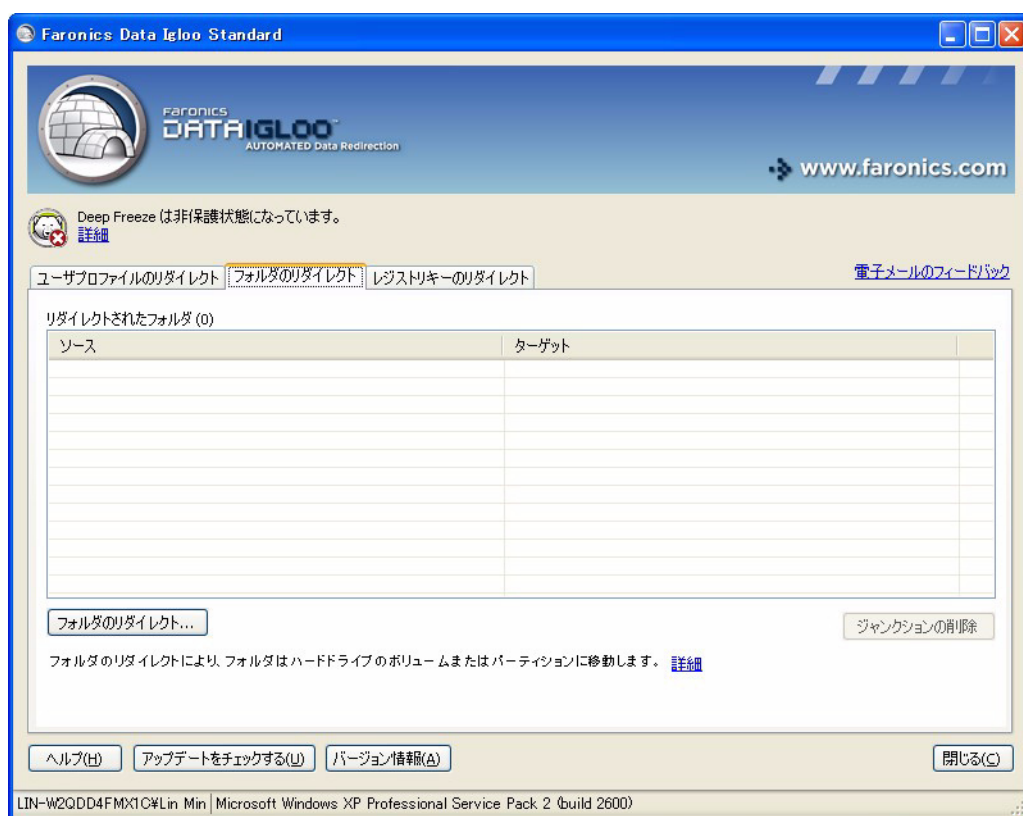 Faronics Data Igloo Standard
Faronics
DATAIGLOO™
AUTOMATED Data Redirection
www.faronics.com
Deep Freeze は非保護状態になっています。
詳細
ユーザプロファイルのリダイレクト フォルダのリダイレクト レジストリキーのリダイレクト 電子メールのフィードバック
リダイレクトされたフォルダ (0)
ソース ターゲット
フォルダのリダイレクト... ジャンクションの削除
フォルダのリダイレクトにより、フォルダはハードドライブのボリュームまたはパーティションに移動します。 詳細
ヘルプ(H) アップデートをチェックする(U) バージョン情報(A) 閉じる(C)
LIN-W2QDD4FMX1C¥Lin Min Microsoft Windows XP Professional Service Pack 2 (build 2600)